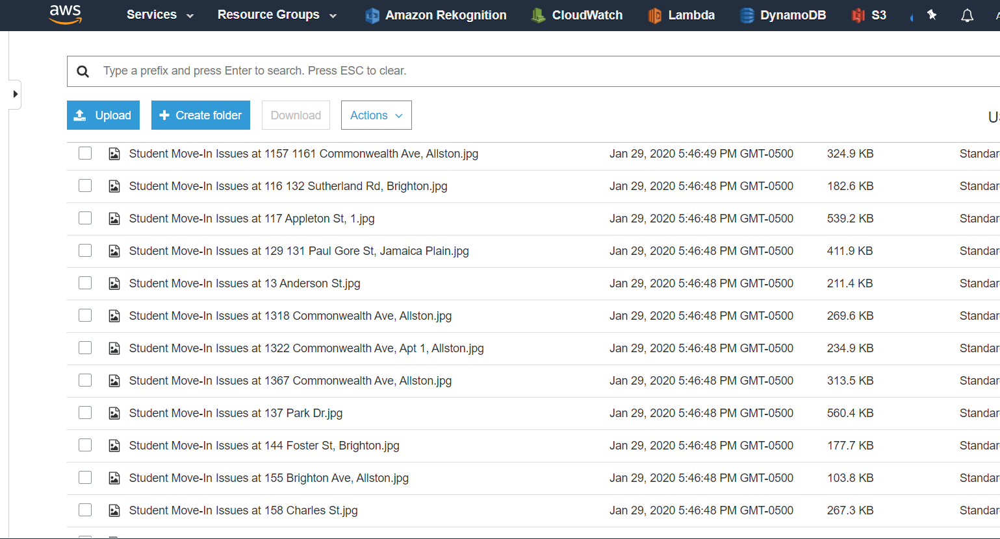 aws Services Resource Groups Amazon Rekognition CloudWatch Lambda DynamoDB S3
Type a prefix and press Enter to search. Press ESC to clear.
Upload Create folder Download Actions
Student Move-In Issues at 1157 1161 Commonwealth Ave, Allston.jpg Jan 29, 2020 5:46:49 PM GMT-0500 324.9 KB
Student Move-In Issues at 116 132 Sutherland Rd, Brighton.jpg Jan 29, 2020 5:46:48 PM GMT-0500 182.6 KB
Student Move-In Issues at 117 Appleton St, 1.jpg Jan 29, 2020 5:46:48 PM GMT-0500 539.2 KB
Student Move-In Issues at 129 131 Paul Gore St, Jamaica Plain.jpg Jan 29, 2020 5:46:48 PM GMT-0500 411.9 KB
Student Move-In Issues at 13 Anderson St.jpg Jan 29, 2020 5:46:48 PM GMT-0500 211.4 KB
Student Move-In Issues at 1318 Commonwealth Ave, Allston.jpg Jan 29, 2020 5:46:48 PM GMT-0500 269.6 KB
Student Move-In Issues at 1322 Commonwealth Ave, Apt 1, Allston.jpg Jan 29, 2020 5:46:48 PM GMT-0500 234.9 KB
Student Move-In Issues at 1367 Commonwealth Ave, Allston.jpg Jan 29, 2020 5:46:48 PM GMT-0500 313.5 KB
Student Move-In Issues at 137 Park Dr.jpg Jan 29, 2020 5:46:48 PM GMT-0500 560.4 KB
Student Move-In Issues at 144 Foster St, Brighton.jpg Jan 29, 2020 5:46:48 PM GMT-0500 177.7 KB
Student Move-In Issues at 155 Brighton Ave, Allston.jpg Jan 29, 2020 5:46:48 PM GMT-0500 103.8 KB
Student Move-In Issues at 158 Charles St.jpg Jan 29, 2020 5:46:48 PM GMT-0500 267.3 KB